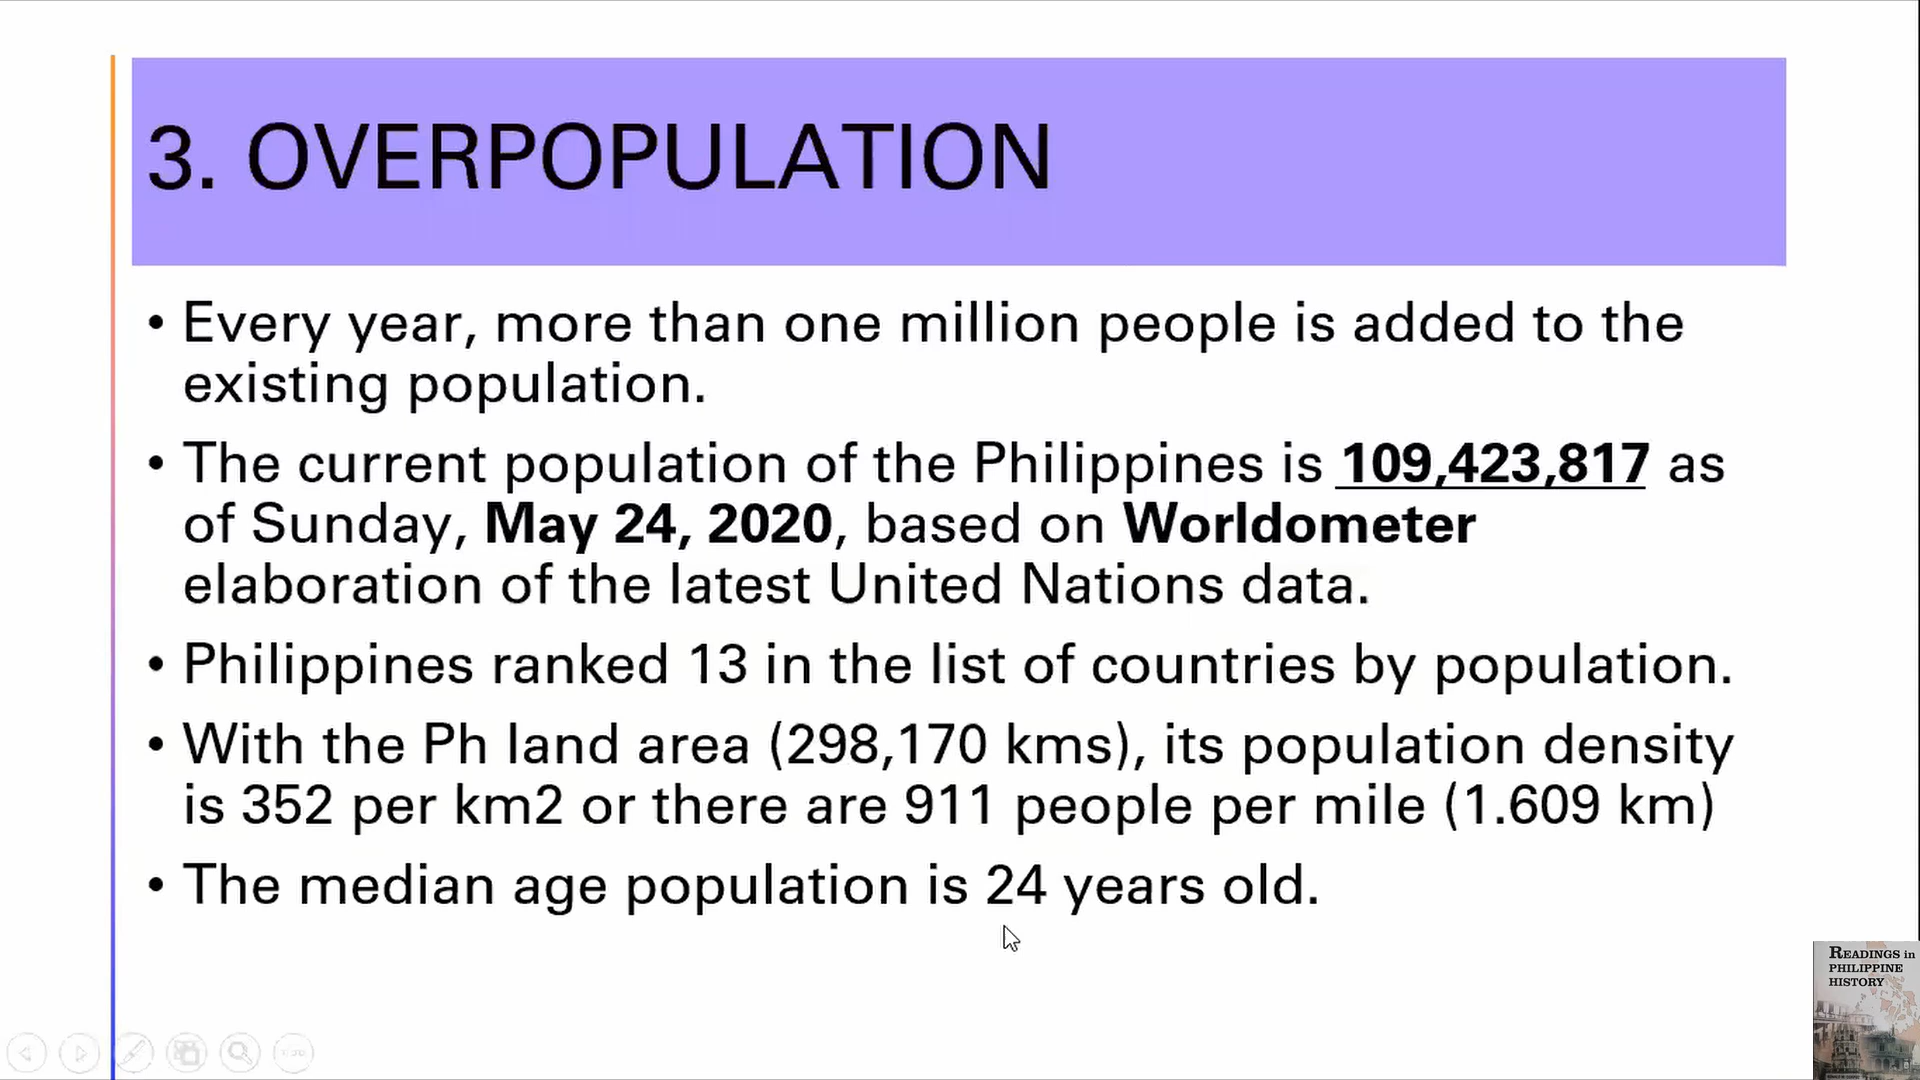 3. OVERPOPULATION
• Every year, more than one million people is added to the
existing population.
• The current population of the Philippines is 109,423,817 as
of Sunday, May 24, 2020, based on Worldometer
elaboration of the latest United Nations data.
• Philippines ranked 13 in the list of countries by population.
• With the Ph land area (298,170 kms), its population density
is 352 per km2 or there are 911 people per mile (1.609 km)
• The median age population is 24 years old.
READINGS in
PHILIPPINE
HISTORY